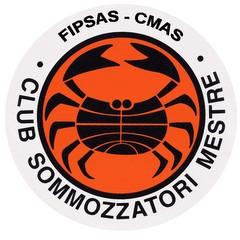 FIPSAS - CMAS
• CLUB SOMMOZZATORI MESTRE •